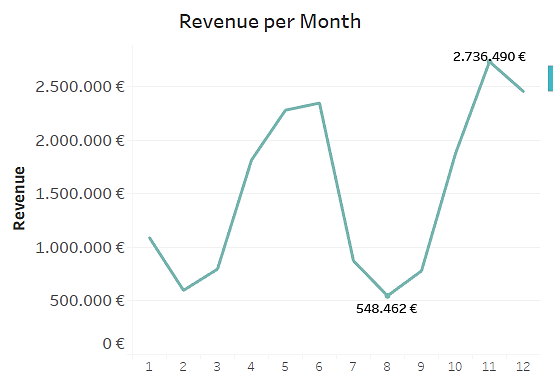 Revenue per Month
2.736.490 €
2.500.000 €
2.000.000 €
1.500.000 €
1.000.000 €
500.000 €
0 €
Revenue
548.462 €
1 2 3 4 5 6 7 8 9 10 11 12